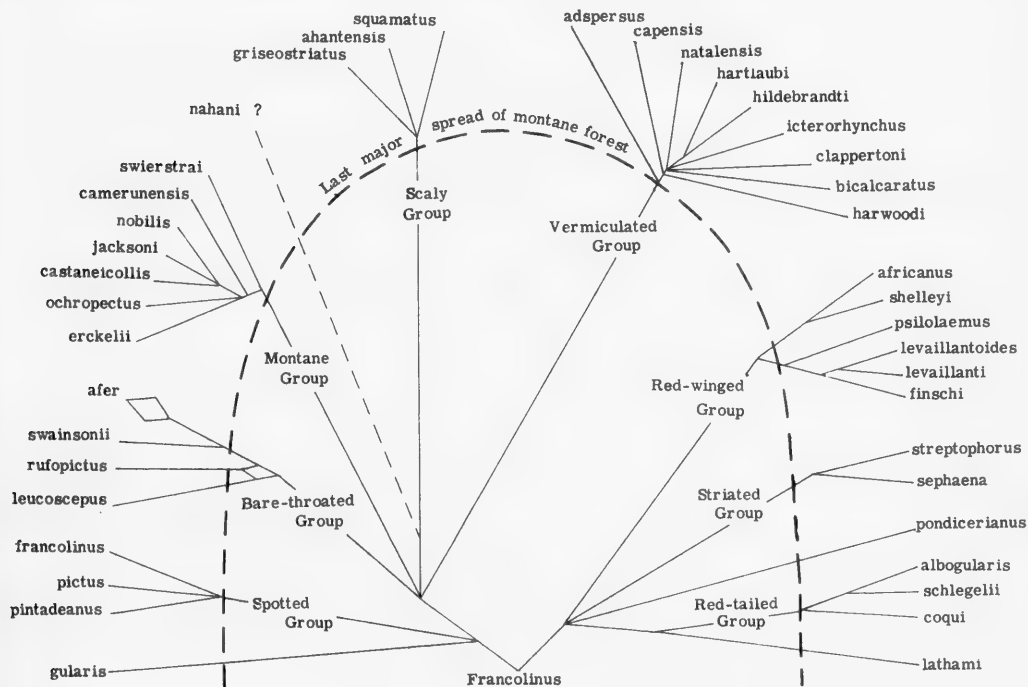 squamatus
ahantensis
griseostriatus
nahani ?
swierstrai
camerunensis
nobilis
jacksoni
castaneicollis
ochropectus
erckelii
afer
swainsonii
rufopictus
leucoscepus
francolinus
pictus
pintadeanus
gularis
adspersus
capensis
natalensis
hartlaubi
hildebrandti
icterorhynchus
clappertoni
bicalcaratus
harwoodi
africanus
shelleyi
psilolaemus
levaillantoides
levaillanti
finschi
streptophorus
sephaena
pondicerianus
albogularis
schlegelii
coqui
lathami
Last major spread of montane forest
Scaly
Group
Vermiculated
Group
Montane
Group
Red-winged
Group
Bare-throated
Group
Striated
Group
Spotted
Group
Red-tailed
Group
Francolinus